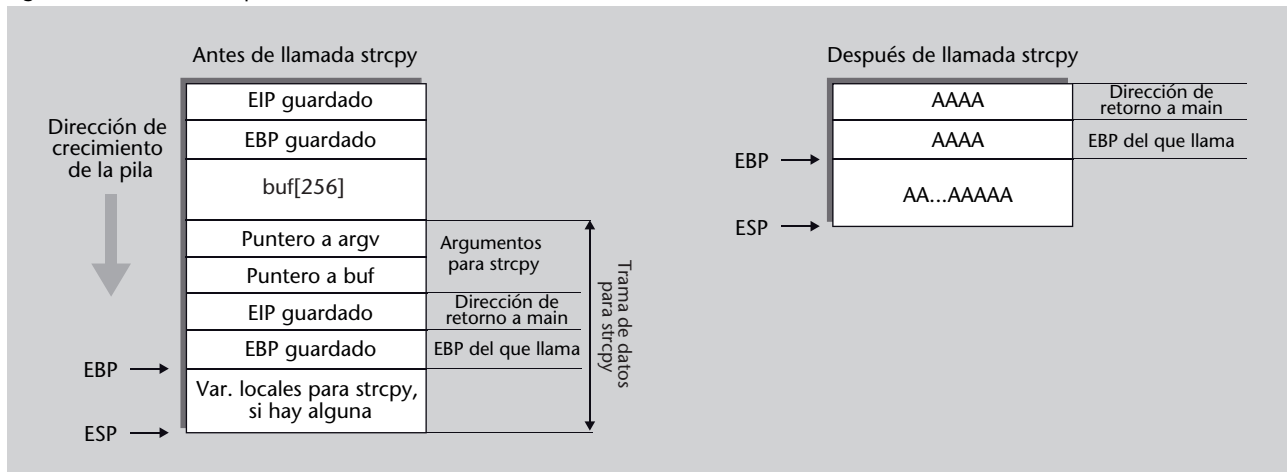 Antes de llamada strcpy
Dirección de
crecimiento
de la pila
EIP guardado
EBP guardado
buf[256]
Puntero a argv
Puntero a buf
Argumentos
para strcpy
EIP guardado
Dirección de
retorno a main
EBP guardado
EBP del que llama
Var. locales para strcpy,
si hay alguna
EBP
ESP
Trama de datos
para strcpy
Después de llamada strcpy
AAAA
Dirección de
retorno a main
AAAA
EBP del que llama
EBP
AA...AAAAA
ESP